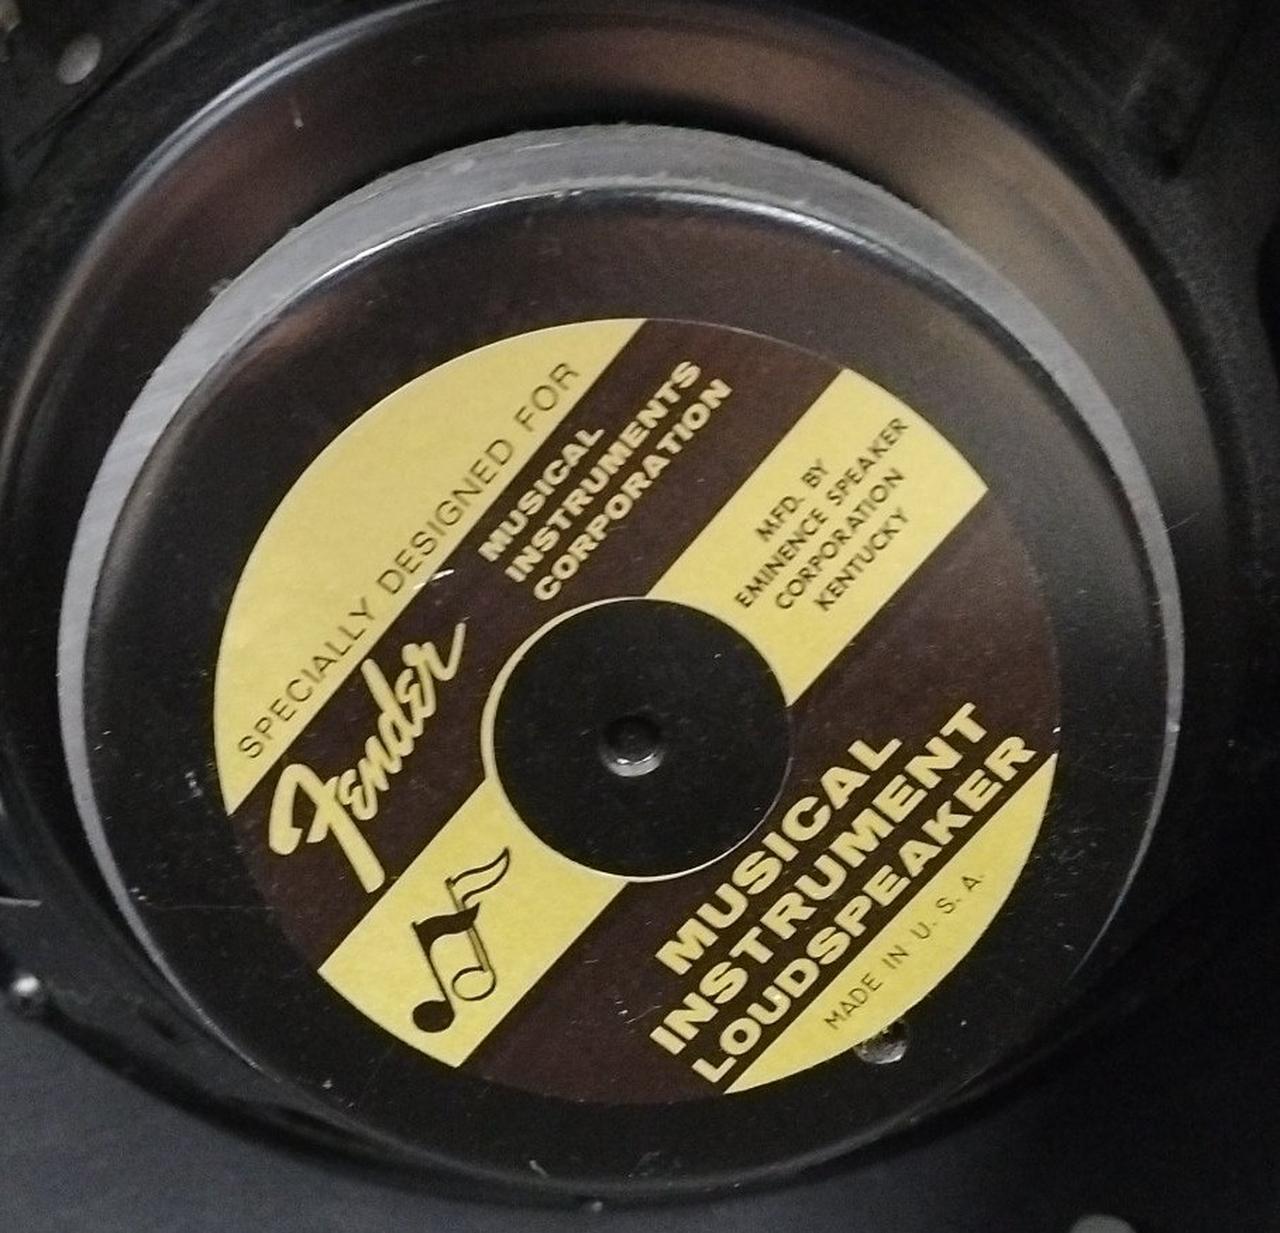 SPECIALLY DESIGNED FOR
Fender
MUSICAL
INSTRUMENTS
CORPORATION
MFD. BY
EMINENCE SPEAKER
CORPORATION
KENTUCKY
MUSICAL
INSTRUMENT
LOUDSPEAKER
MADE IN U. S. A.